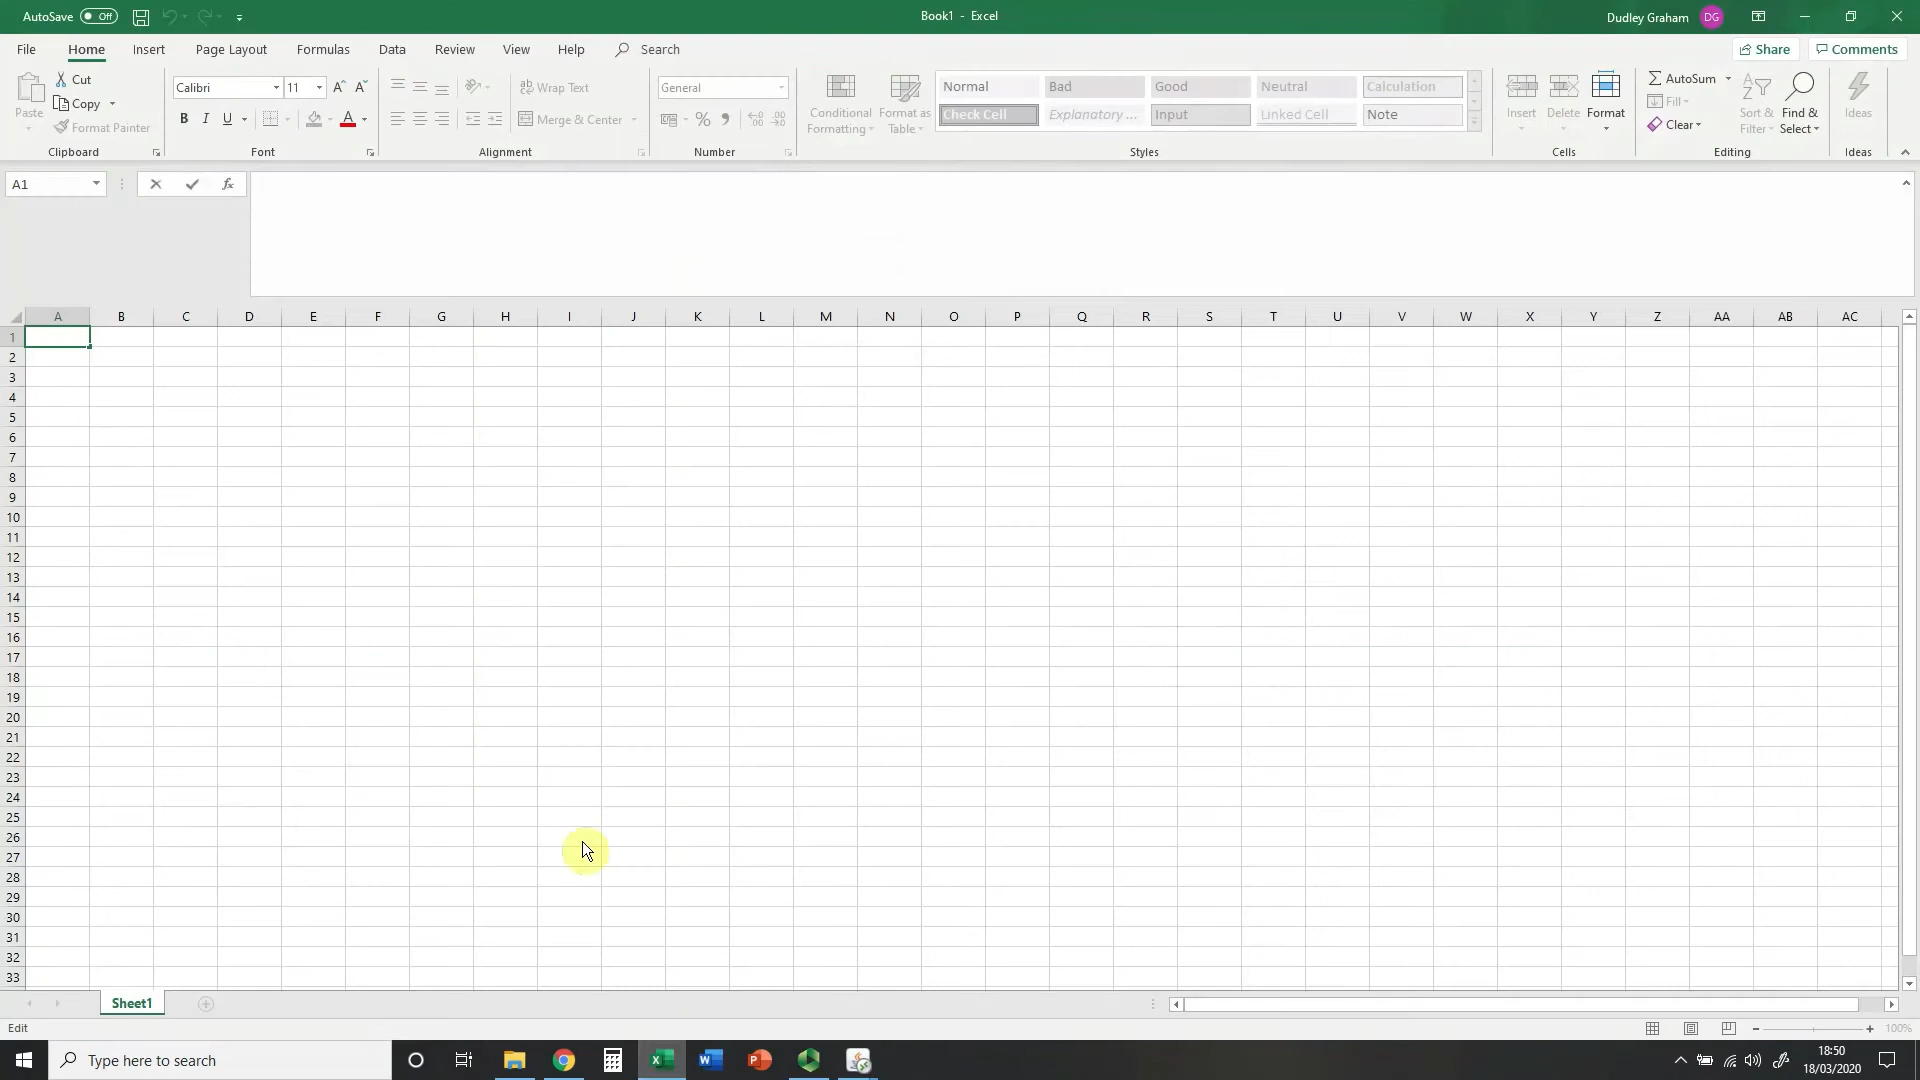 AutoSave Off
Book1 - Excel
Dudley Graham DG
File Home Insert Page Layout Formulas Data Review View Help Search
Share Comments
Paste
Cut
Copy
Format Painter
Clipboard
Calibri 11
B I U
Font
Wrap Text
Merge & Center
Alignment
General
Number
Conditional Formatting
Format as Table
Normal Bad Good Neutral Calculation
Check Cell Explanatory ... Input Linked Cell Note
Styles
Insert Delete Format
Cells
AutoSum
Fill
Clear
Sort & Filter
Find & Select
Editing
Ideas
Ideas
A1
fx
A B C D E F G H I J K L M N O P Q R S T U V W X Y Z AA AB AC
1
2
3
4
5
6
7
8
9
10
11
12
13
14
15
16
17
18
19
20
21
22
23
24
25
26
27
28
29
30
31
32
33
Sheet1
Edit
100%
Type here to search
18:50
18/03/2020